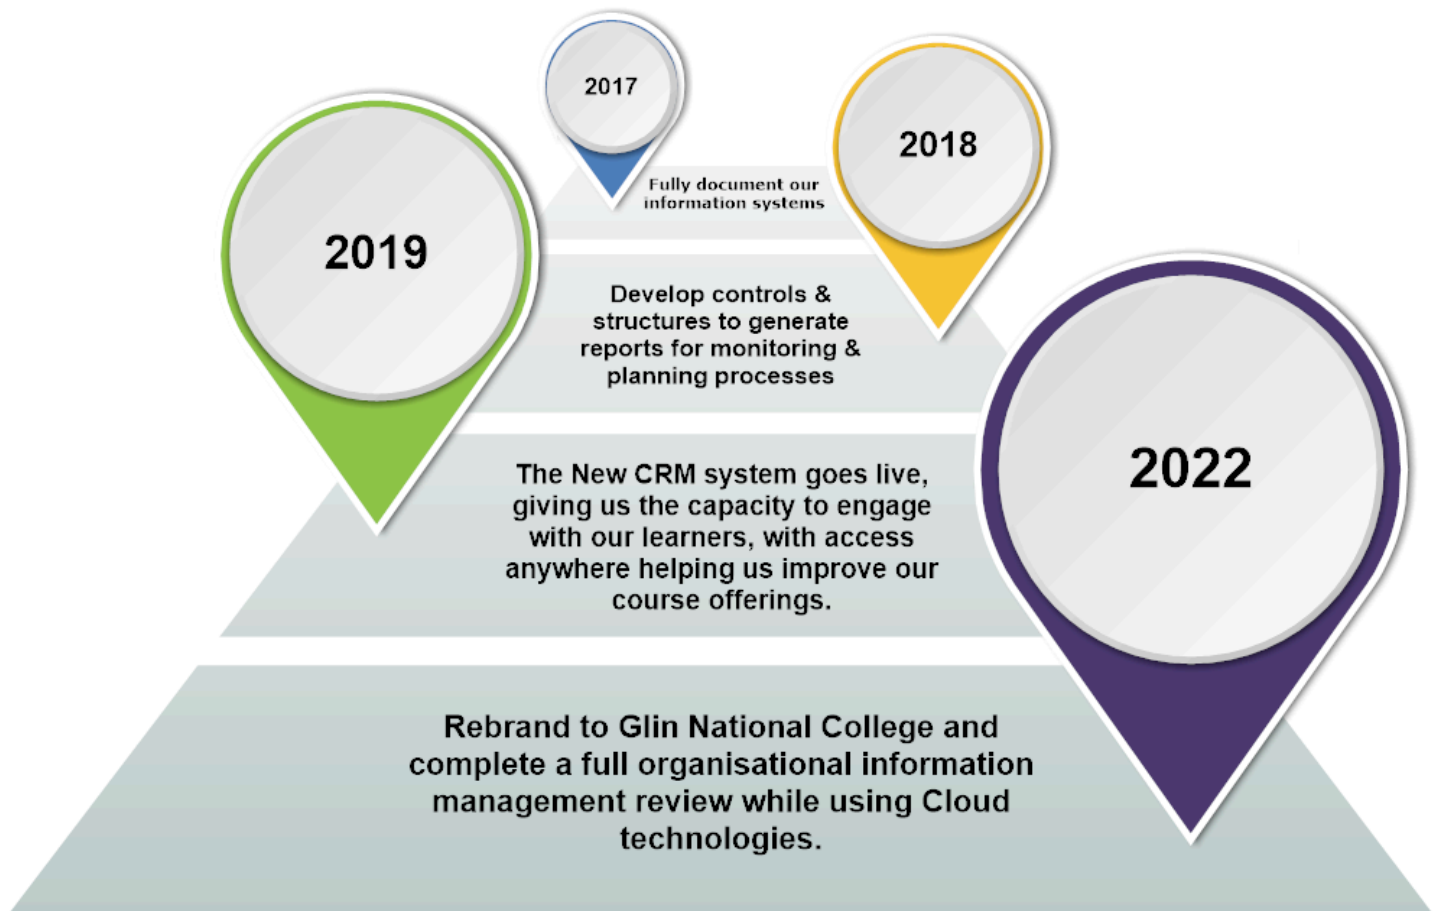 2017
Fully document our
information systems
2018
Develop controls &
structures to generate
reports for monitoring &
planning processes
2019
The New CRM system goes live,
giving us the capacity to engage
with our learners, with access
anywhere helping us improve our
course offerings.
2022
Rebrand to Glin National College and
complete a full organisational information
management review while using Cloud
technologies.